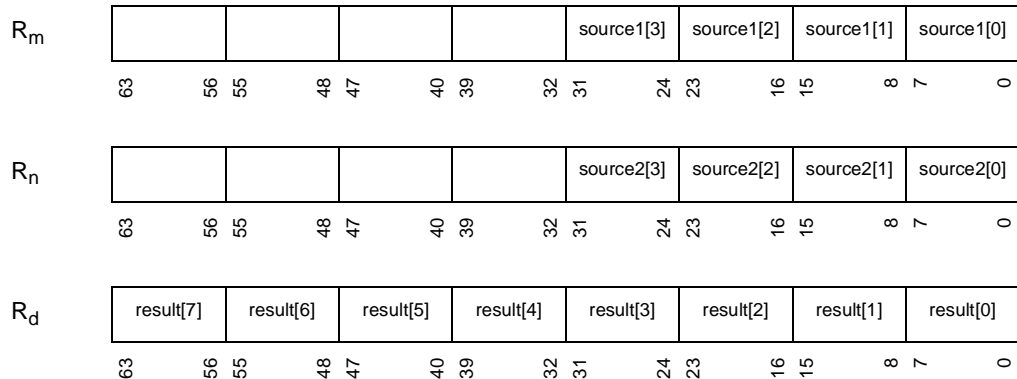 Rm source1[3] source1[2] source1[1] source1[0]
63 56 55 48 47 40 39 32 31 24 23 16 15 8 7 0
Rn source2[3] source2[2] source2[1] source2[0]
63 56 55 48 47 40 39 32 31 24 23 16 15 8 7 0
Rd result[7] result[6] result[5] result[4] result[3] result[2] result[1] result[0]
63 56 55 48 47 40 39 32 31 24 23 16 15 8 7 0